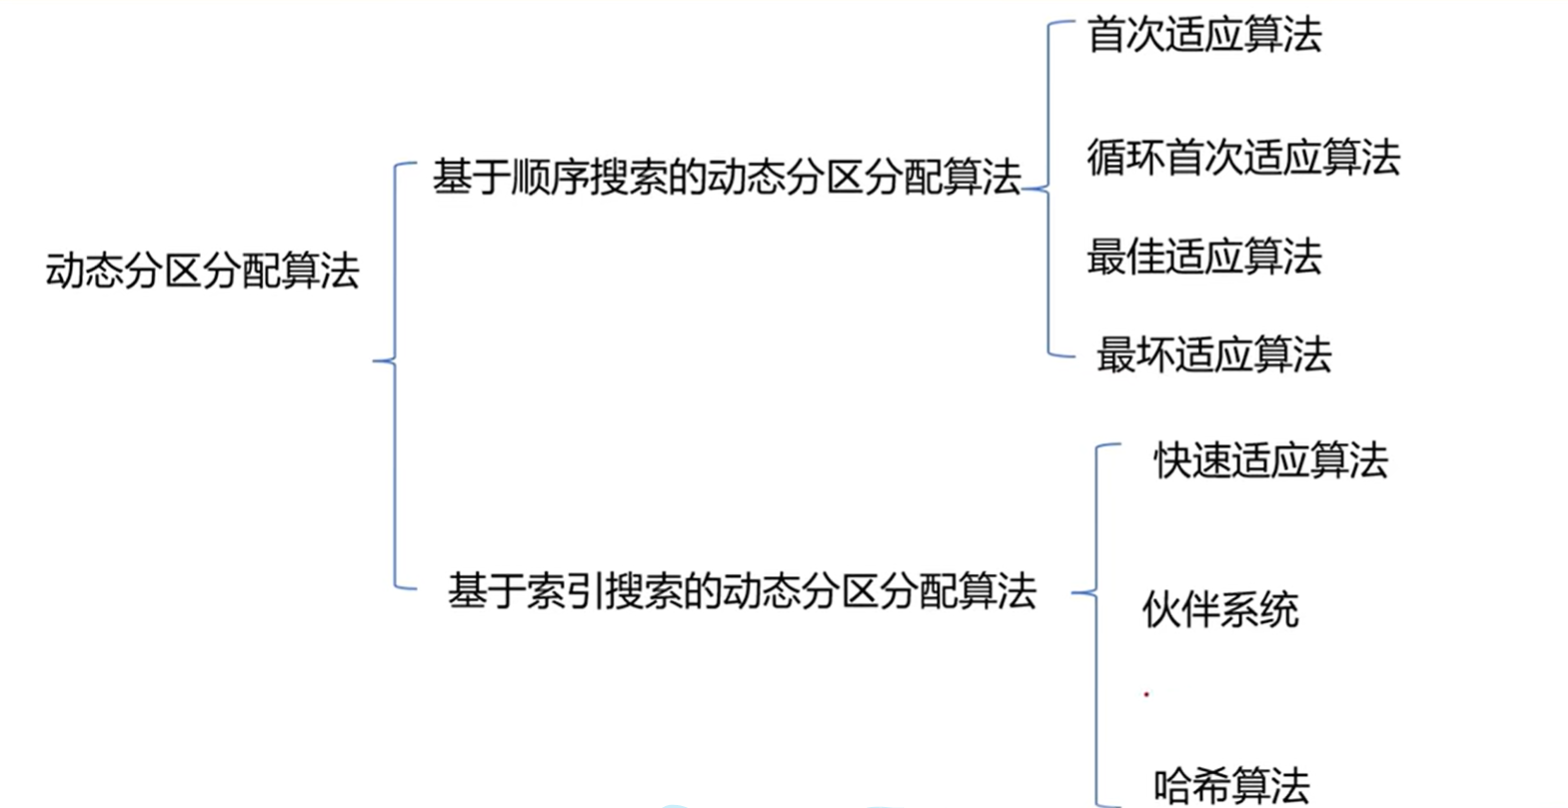 动态分区分配算法
基于顺序搜索的动态分区分配算法
首次适应算法
循环首次适应算法
最佳适应算法
最坏适应算法
基于索引搜索的动态分区分配算法
快速适应算法
伙伴系统
哈希算法